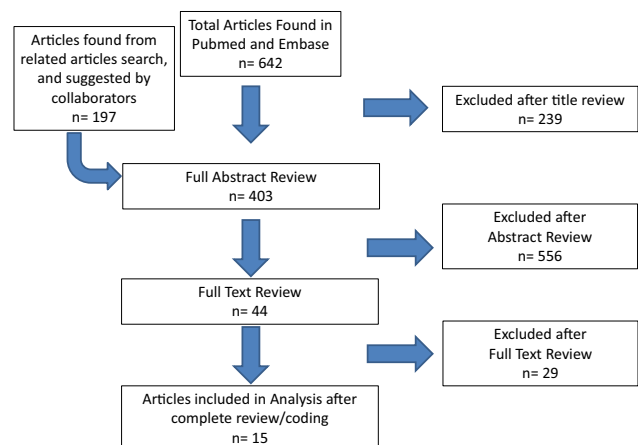 Articles found from
related articles search,
and suggested by
collaborators
n= 197
Total Articles Found in
Pubmed and Embase
n= 642
Excluded after title review
n= 239
Full Abstract Review
n= 403
Excluded after
Abstract Review
n= 556
Full Text Review
n= 44
Excluded after
Full Text Review
n= 29
Articles included in Analysis after
complete review/coding
n= 15